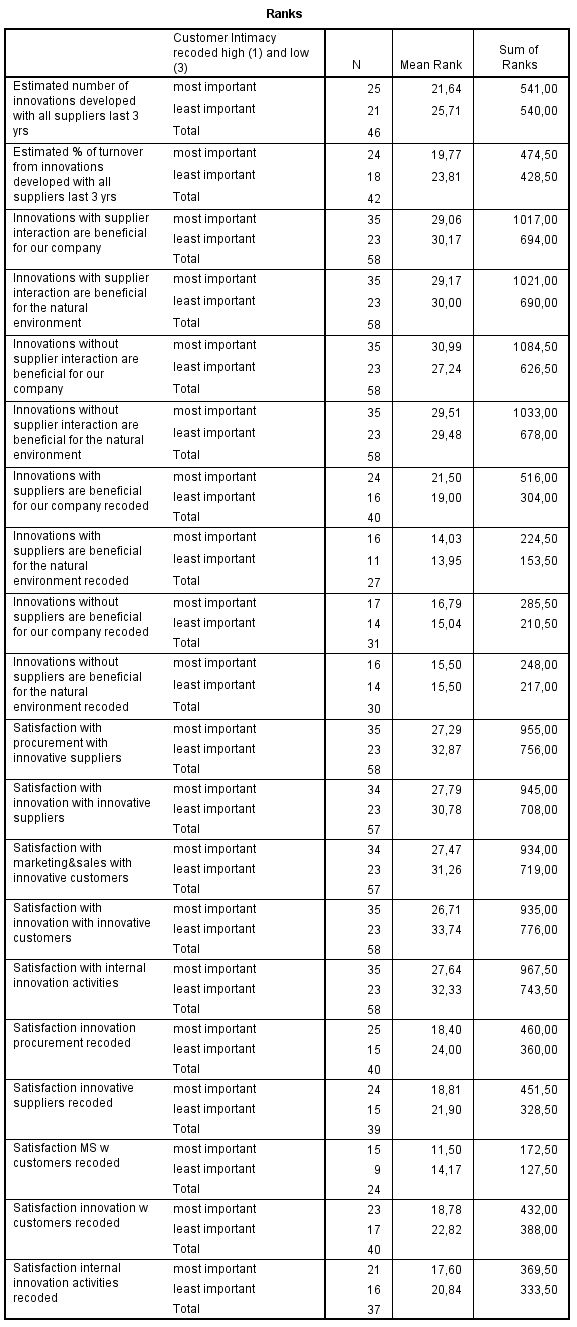 Ranks
Customer Intimacy
recoded high (1) and low
(3)
N
Mean Rank
Sum of
Ranks
Estimated number of
innovations developed
with all suppliers last 3
yrs
most important 25 21,64 541,00
least important 21 25,71 540,00
Total 46
Estimated % of turnover
from innovations
developed with all
suppliers last 3 yrs
most important 24 19,77 474,50
least important 18 23,81 428,50
Total 42
Innovations with supplier
interaction are beneficial
for our company
most important 35 29,06 1017,00
least important 23 30,17 694,00
Total 58
Innovations with supplier
interaction are beneficial
for the natural
environment
most important 35 29,17 1021,00
least important 23 30,00 690,00
Total 58
Innovations without
supplier interaction are
beneficial for our
company
most important 35 30,99 1084,50
least important 23 27,24 626,50
Total 58
Innovations without
supplier interaction are
beneficial for the natural
environment
most important 35 29,51 1033,00
least important 23 29,48 678,00
Total 58
Innovations with
suppliers are beneficial
for our company recoded
most important 24 21,50 516,00
least important 16 19,00 304,00
Total 40
Innovations with
suppliers are beneficial
for the natural
environment recoded
most important 16 14,03 224,50
least important 11 13,95 153,50
Total 27
Innovations without
suppliers are beneficial
for our company recoded
most important 17 16,79 285,50
least important 14 15,04 210,50
Total 31
Innovations without
suppliers are beneficial
for the natural
environment recoded
most important 16 15,50 248,00
least important 14 15,50 217,00
Total 30
Satisfaction with
procurement with
innovative suppliers
most important 35 27,29 955,00
least important 23 32,87 756,00
Total 58
Satisfaction with
innovation with innovative
suppliers
most important 34 27,79 945,00
least important 23 30,78 708,00
Total 57
Satisfaction with
marketing&sales with
innovative customers
most important 34 27,47 934,00
least important 23 31,26 719,00
Total 57
Satisfaction with
innovation with innovative
customers
most important 35 26,71 935,00
least important 23 33,74 776,00
Total 58
Satisfaction with internal
innovation activities
most important 35 27,64 967,50
least important 23 32,33 743,50
Total 58
Satisfaction innovation
procurement recoded
most important 25 18,40 460,00
least important 15 24,00 360,00
Total 40
Satisfaction innovative
suppliers recoded
most important 24 18,81 451,50
least important 15 21,90 328,50
Total 39
Satisfaction MS w
customers recoded
most important 15 11,50 172,50
least important 9 14,17 127,50
Total 24
Satisfaction innovation w
customers recoded
most important 23 18,78 432,00
least important 17 22,82 388,00
Total 40
Satisfaction internal
innovation activities
recoded
most important 21 17,60 369,50
least important 16 20,84 333,50
Total 37